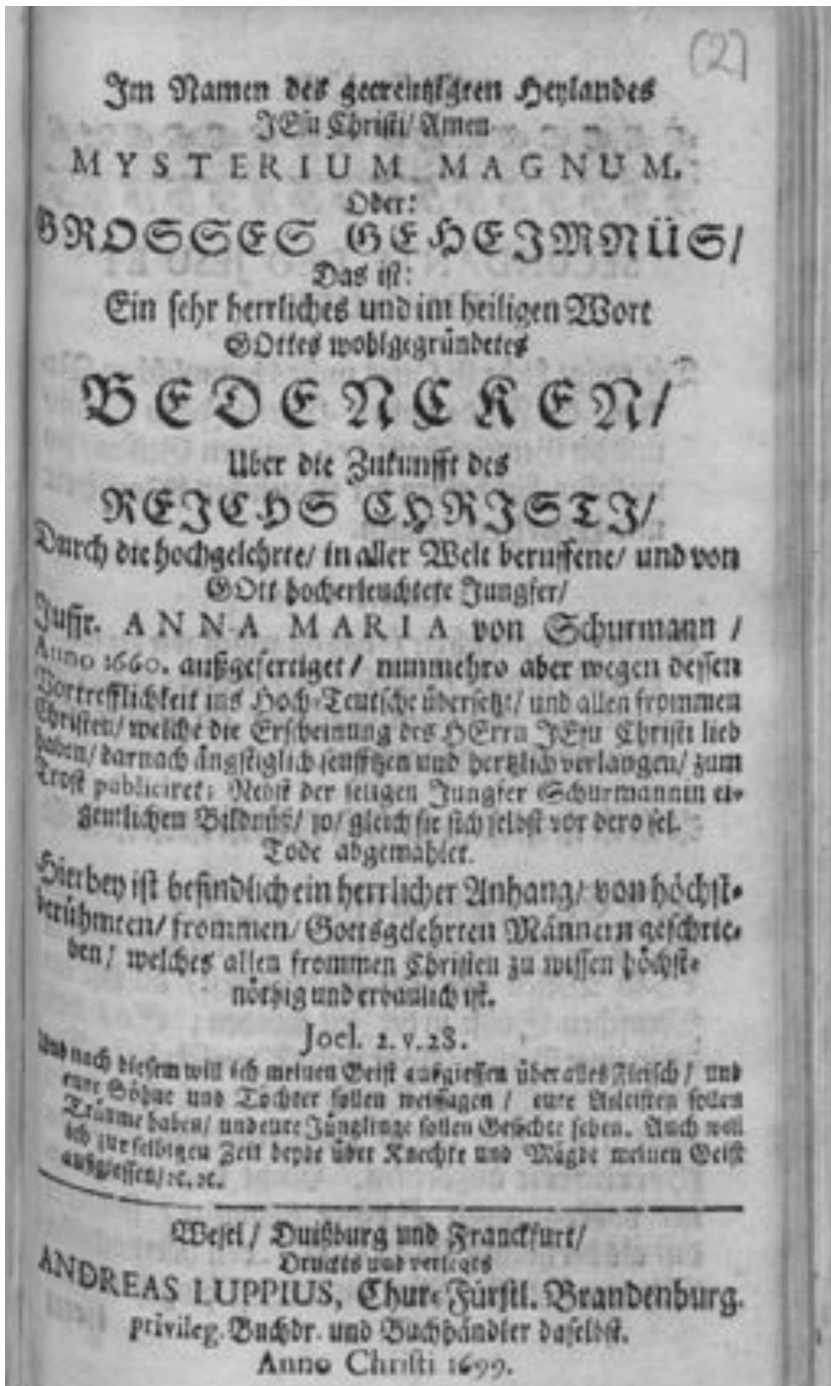 (2)
Im Namen des gecreutzigten Heylandes
JEsu Christi/ Amen
MYSTERIUM MAGNUM.
Oder:
GROSSES GEHEIMNÜS/
Das ist:
Ein sehr herrliches und im heiligen Wort
GOttes wohlgegründetes
BEDENCKEN/
Uber die Zukunfft des
REICHS CHRISTI/
Durch die hochgelehrte/ in aller Welt beruffene/ und von
GOtt hocherleuchtete Jungfer/
Juffr. ANNA MARIA von Schurmann /
Anno 1660. außgefertiget / nunmehro aber wegen dessen
Vortrefflichkeit ins Hoch-Teutsche übersetzt/ und allen frommen
Christen/ welche die Erscheinung des HErrn JEsu Christi lieb
haben/ darnach ängstiglich seufftzen und hertzlich verlangen/ zum
Trost publiciret; Nebst der seligen Jungfer Schurmannin ei-
gentlichen Bildnüß/ so/ gleich sie sich selbst vor dero sel.
Tode abgemahlet.
Hierbey ist befindlich ein herrlicher Anhang/ von höchst-
berühmten/ frommen/ Gottsgelehrten Männern geschrie-
ben/ welches allen frommen Christen zu wissen höchst-
nöthig und erbaulich ist.
Joel. 2. v. 28.
Und nach diesem will ich meinen Geist außgiessen über alles Fleisch / und
eure Söhne und Töchter sollen weissagen / eure Aeltesten sollen
Träume haben/ und eure Jünglinge sollen Gesichte sehen. Auch will
ich zur selbigen Zeit beyde über Knechte und Mägde meinen Geist
außgiessen/ ec. ec.
Wesel / Duißburg und Franckfurt/
Druckts und verlegts
ANDREAS LUPPIUS, Chur-Fürstl. Brandenburg.
privileg. Buchdr. und Buchhändler daselbst.
Anno Christi 1699.